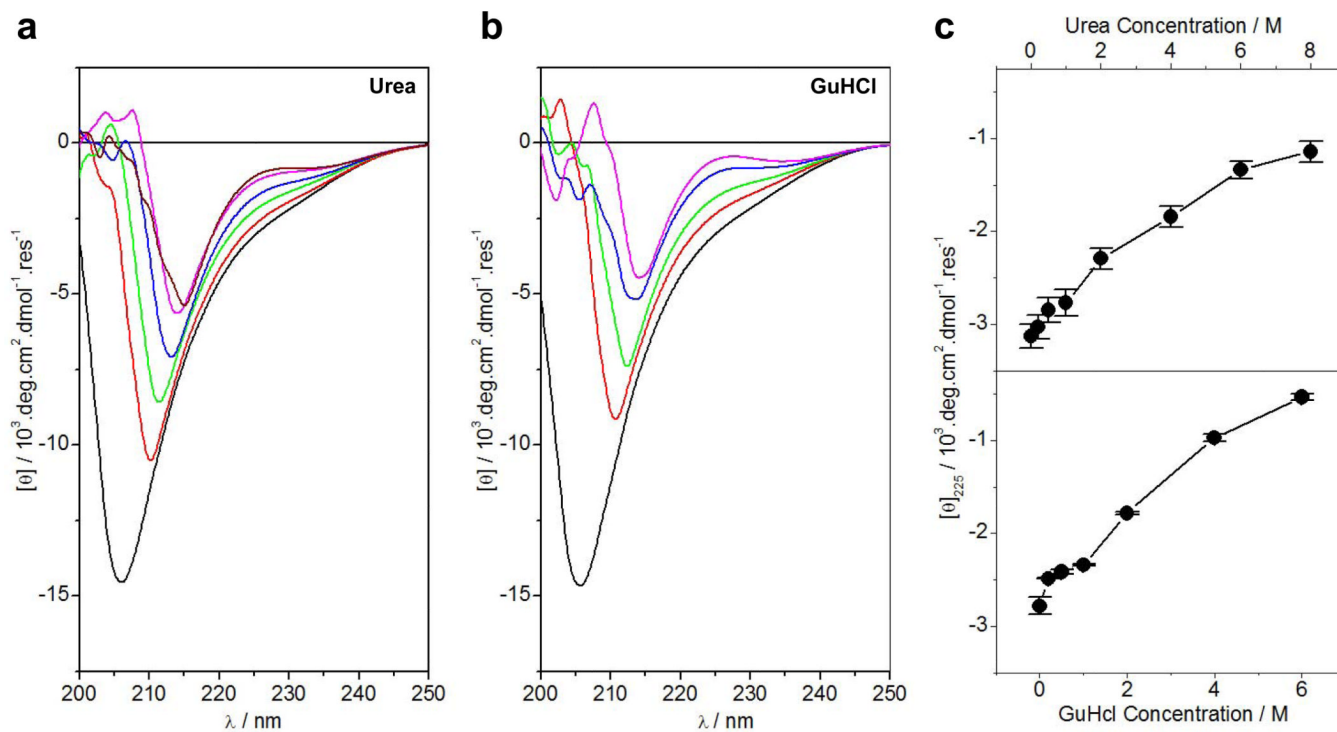 a
b
c
Urea
0
-5
-10
-15
[θ] / 10³.deg.cm².dmol⁻¹.res⁻¹
200 210 220 230 240 250
λ / nm
GuHCl
0
-5
-10
-15
[θ] / 10³.deg.cm².dmol⁻¹.res⁻¹
200 210 220 230 240 250
λ / nm
Urea Concentration / M
0 2 4 6 8
-1
-2
-3
-1
-2
-3
[θ]₂₂₅ / 10³.deg.cm².dmol⁻¹.res⁻¹
0 2 4 6
GuHcl Concentration / M